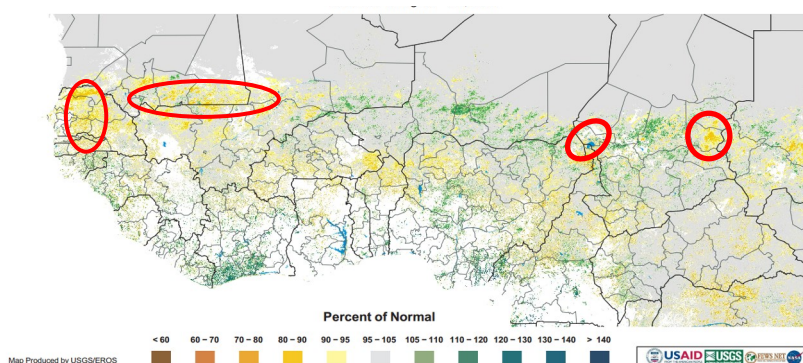 Percent of Normal
< 60 60 – 70 70 – 80 80 – 90 90 – 95 95 – 105 105 – 110 110 – 120 120 – 130 130 – 140 > 140
Map Produced by USGS/EROS
USAID USGS FEWS NET NASA